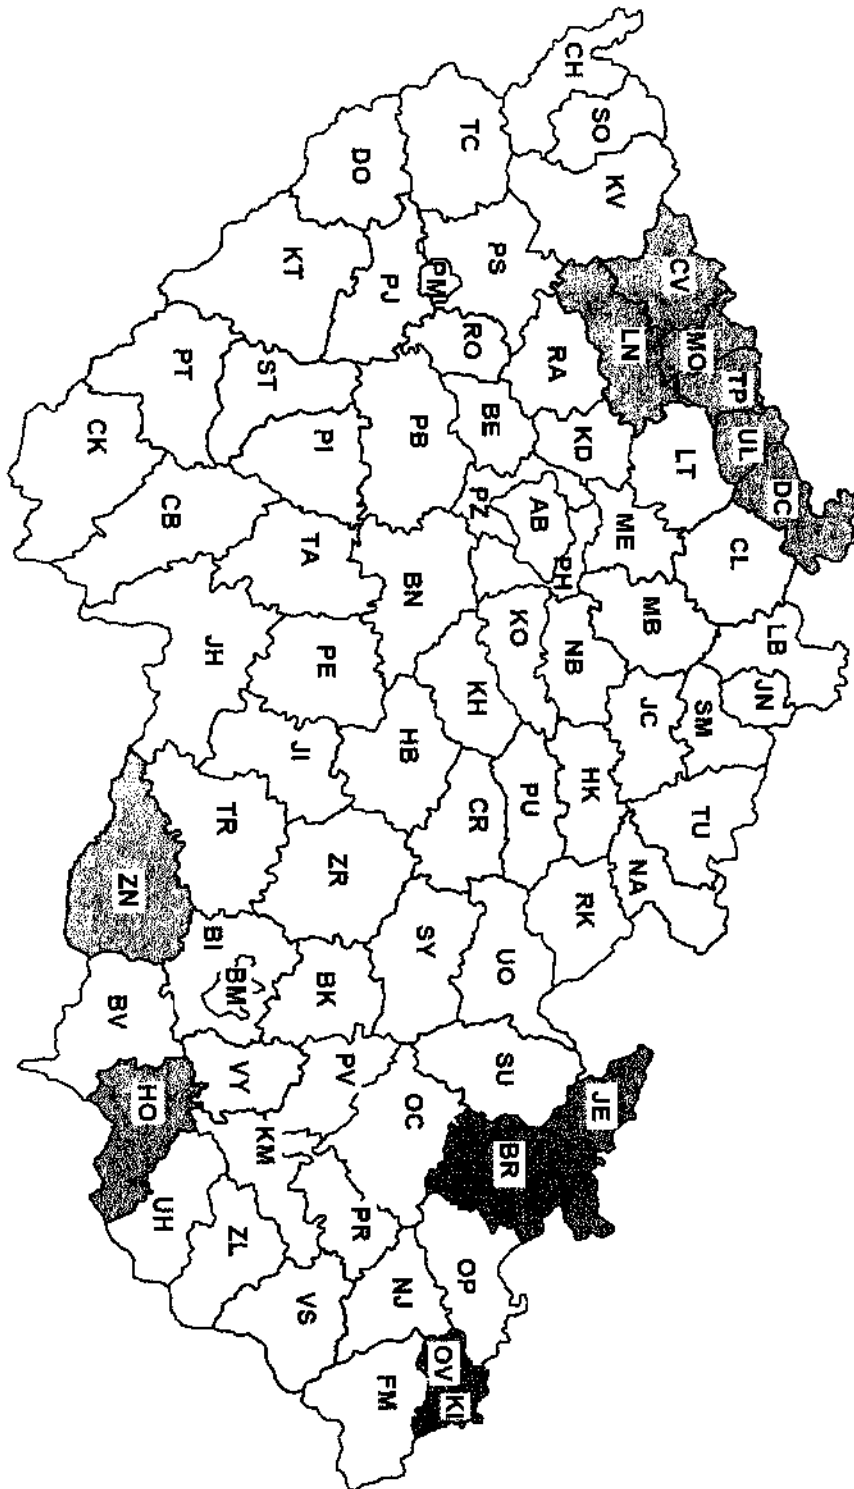 DC
LB
JN
TP
UL
CL
SM
TU
MO
LT
CV
MB
JC
NA
LN
ME
KV
SO
JE
KD
HK
RK
CH
NB
PH
RA
AB
PU
KO
BR
UO
SU
PS
BE
PZ
CR
KH
RO
TC
OP
KI
OV
PM
SY
PB
OC
BN
HB
NJ
PJ
FM
DO
PR
PV
ZR
BK
PE
PI
TA
VS
JI
KT
ST
KM
ZL
VY
BM
TR
JH
BI
PT
CB
UH
HO
ZN
BV
CK